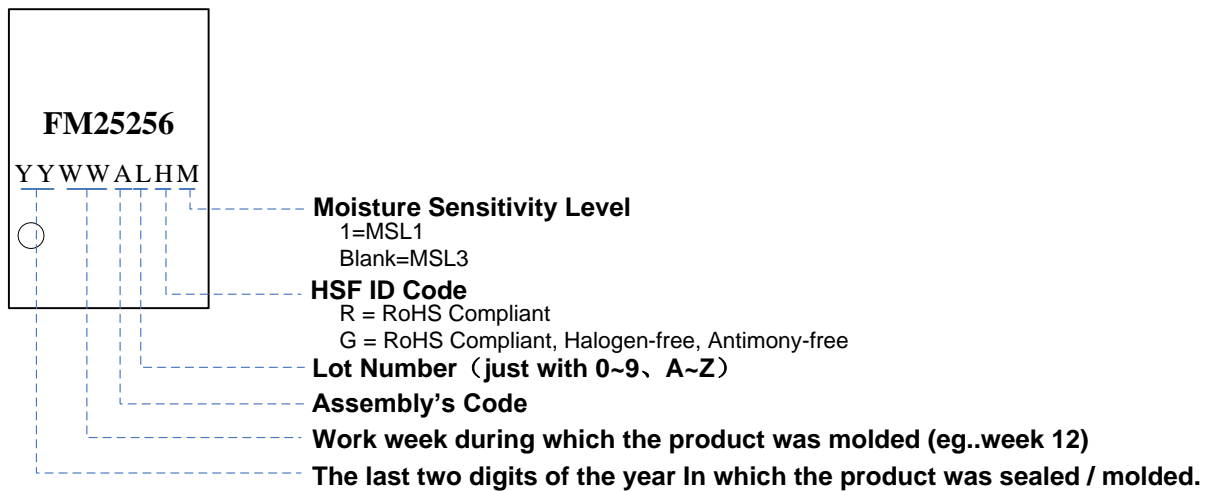 FM25256
YYWWALHM
Moisture Sensitivity Level
1=MSL1
Blank=MSL3
HSF ID Code
R = RoHS Compliant
G = RoHS Compliant, Halogen-free, Antimony-free
Lot Number（just with 0~9、A~Z）
Assembly’s Code
Work week during which the product was molded (eg..week 12)
The last two digits of the year In which the product was sealed / molded.